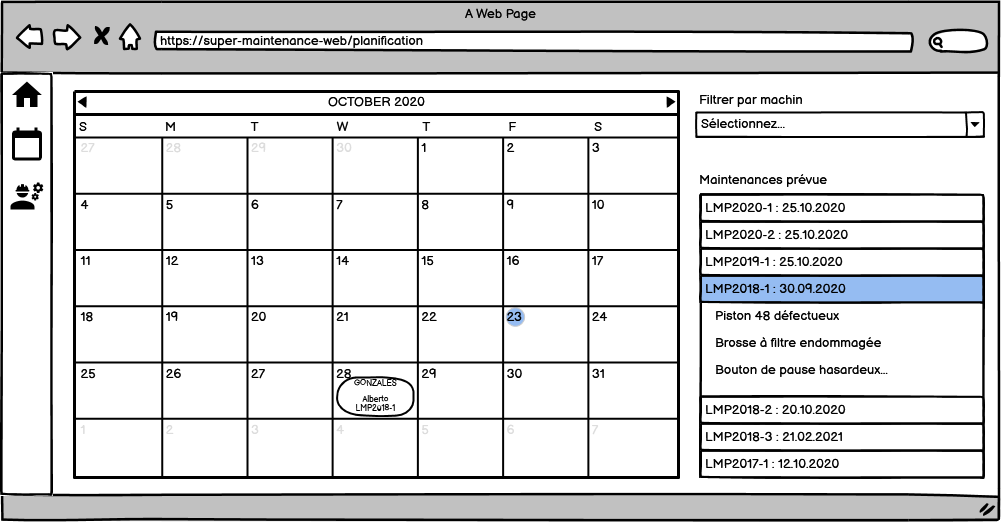 A Web Page
https://super-maintenance-web/planification
OCTOBER 2020
S M T W T F S
27 28 29 30 1 2 3
4 5 6 7 8 9 10
11 12 13 14 15 16 17
18 19 20 21 22 23 24
25 26 27 28 29 30 31
GONZALES
Alberto
LMP2018-1
1 2 3 4 5 6 7
Filtrer par machin
Sélectionnez...
Maintenances prévue
LMP2020-1 : 25.10.2020
LMP2020-2 : 25.10.2020
LMP2019-1 : 25.10.2020
LMP2018-1 : 30.09.2020
Piston 48 défectueux
Brosse à filtre endommagée
Bouton de pause hasardeux...
LMP2018-2 : 20.10.2020
LMP2018-3 : 21.02.2021
LMP2017-1 : 12.10.2020